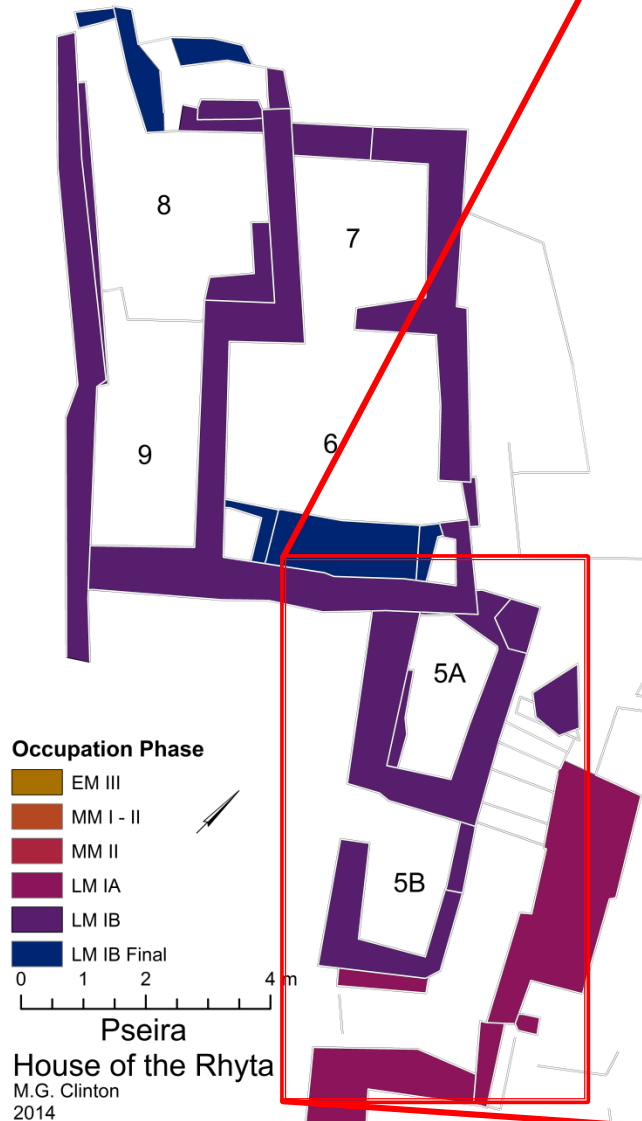 8
7
6
9
5A
5B
Occupation Phase
EM III
MM I - II
MM II
LM IA
LM IB
LM IB Final
0 1 2 4 m
Pseira
House of the Rhyta
M.G. Clinton
2014